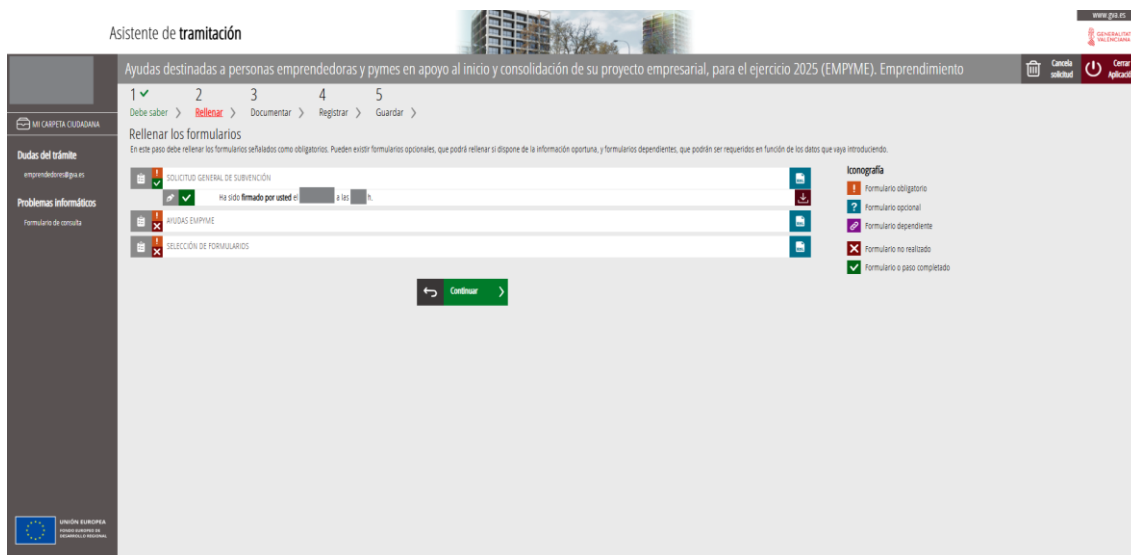 www.gva.es
Asistente de tramitación
GENERALITAT
VALENCIANA
Ayudas destinadas a personas emprendedoras y pymes en apoyo al inicio y consolidación de su proyecto empresarial, para el ejercicio 2025 (EMPYME). Emprendimiento
Cancela
solicitud
Cerrar
Aplicació
MI CARPETA CIUDADANA
Dudas del trámite
emprendedores@gva.es
Problemas informáticos
Formulario de consulta
1 2 3 4 5
Debe saber > Rellenar > Documentar > Registrar > Guardar >
Rellenar los formularios
En este paso debe rellenar los formularios señalados como obligatorios. Pueden existir formularios opcionales, que podrá rellenar si dispone de la información oportuna, y formularios dependientes, que podrán ser requeridos en función de los datos que vaya introduciendo.
SOLICITUD GENERAL DE SUBVENCIÓN
Ha sido firmado por usted el a las h.
AYUDAS EMPYME
SELECCIÓN DE FORMULARIOS
Continuar
Iconografía
Formulario obligatorio
Formulario opcional
Formulario dependiente
Formulario no realizado
Formulario o paso completado
UNIÓN EUROPEA
FONDO EUROPEO DE
DESARROLLO REGIONAL